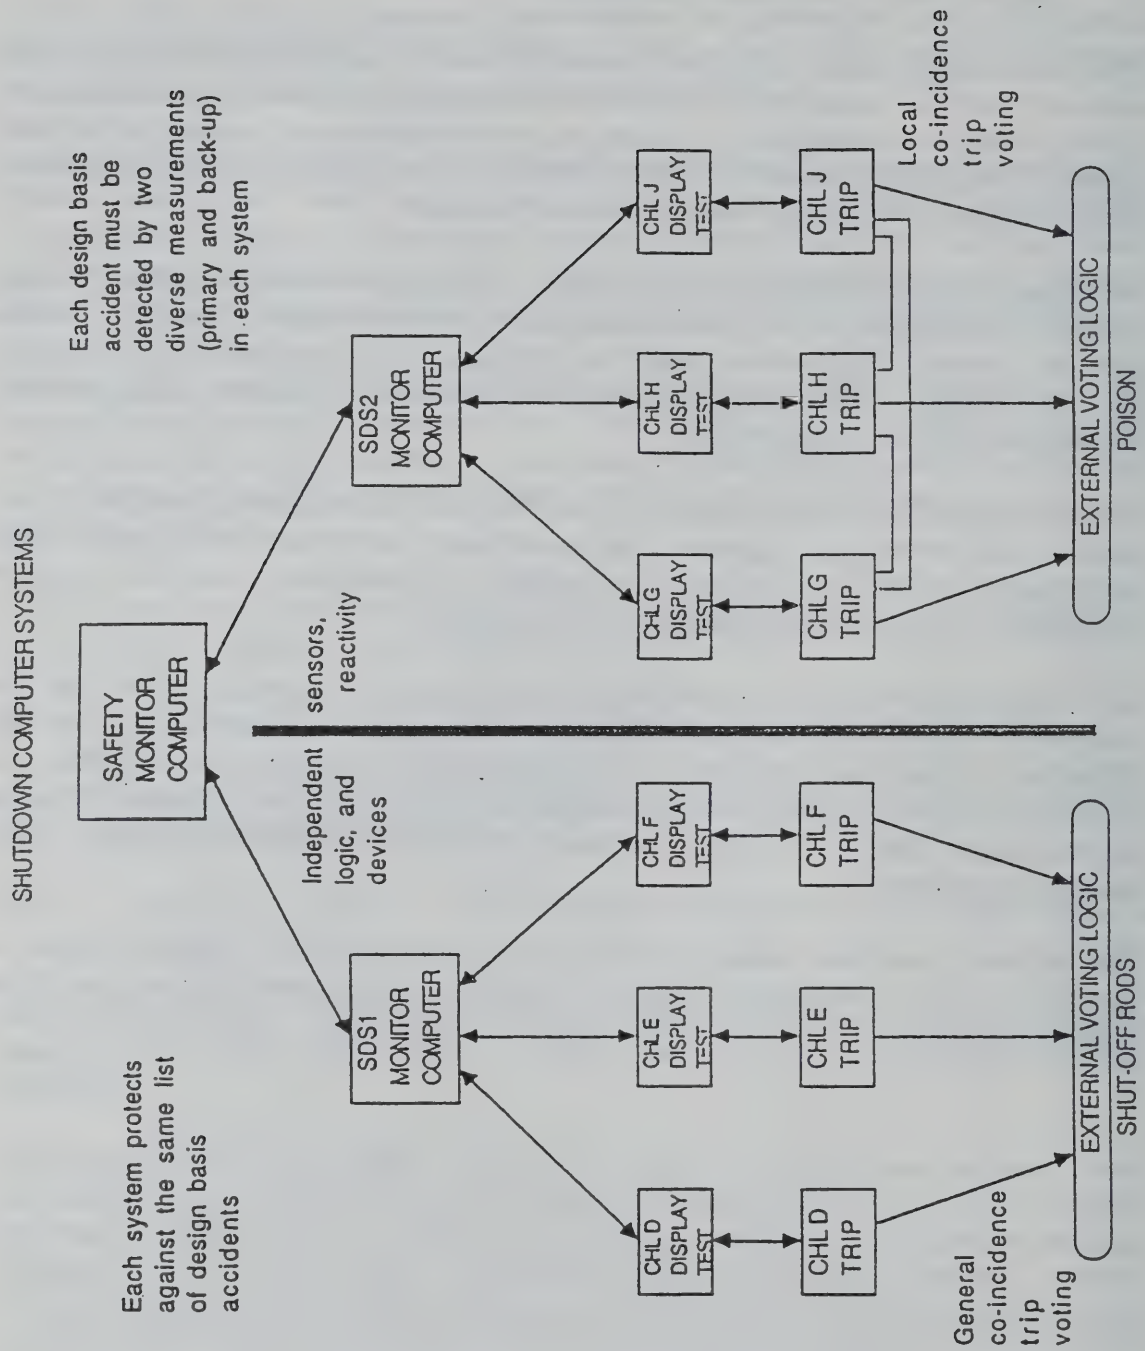 SHUTDOWN COMPUTER SYSTEMS
SAFETY
MONITOR
COMPUTER
Each system protects
against the same list
of design basis
accidents
Each design basis
accident must be
detected by two
diverse measurements
(primary and back-up)
in each system
Independent sensors,
logic, and reactivity
devices
SDS1
MONITOR
COMPUTER
SDS2
MONITOR
COMPUTER
CHL D
DISPLAY
TEST
CHL E
DISPLAY
TEST
CHL F
DISPLAY
TEST
CHL G
DISPLAY
TEST
CHL H
DISPLAY
TEST
CHL J
DISPLAY
TEST
CHL D
TRIP
CHL E
TRIP
CHL F
TRIP
CHL G
TRIP
CHL H
TRIP
CHL J
TRIP
General
co-incidence
trip
voting
Local
co-incidence
trip
voting
EXTERNAL VOTING LOGIC
SHUT-OFF RODS
EXTERNAL VOTING LOGIC
POISON